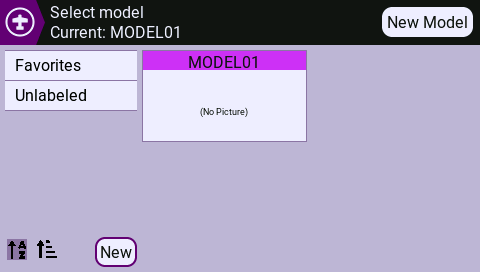 Select model
Current: MODEL01
New Model
Favorites
Unlabeled
MODEL01
(No Picture)
A
Z
New